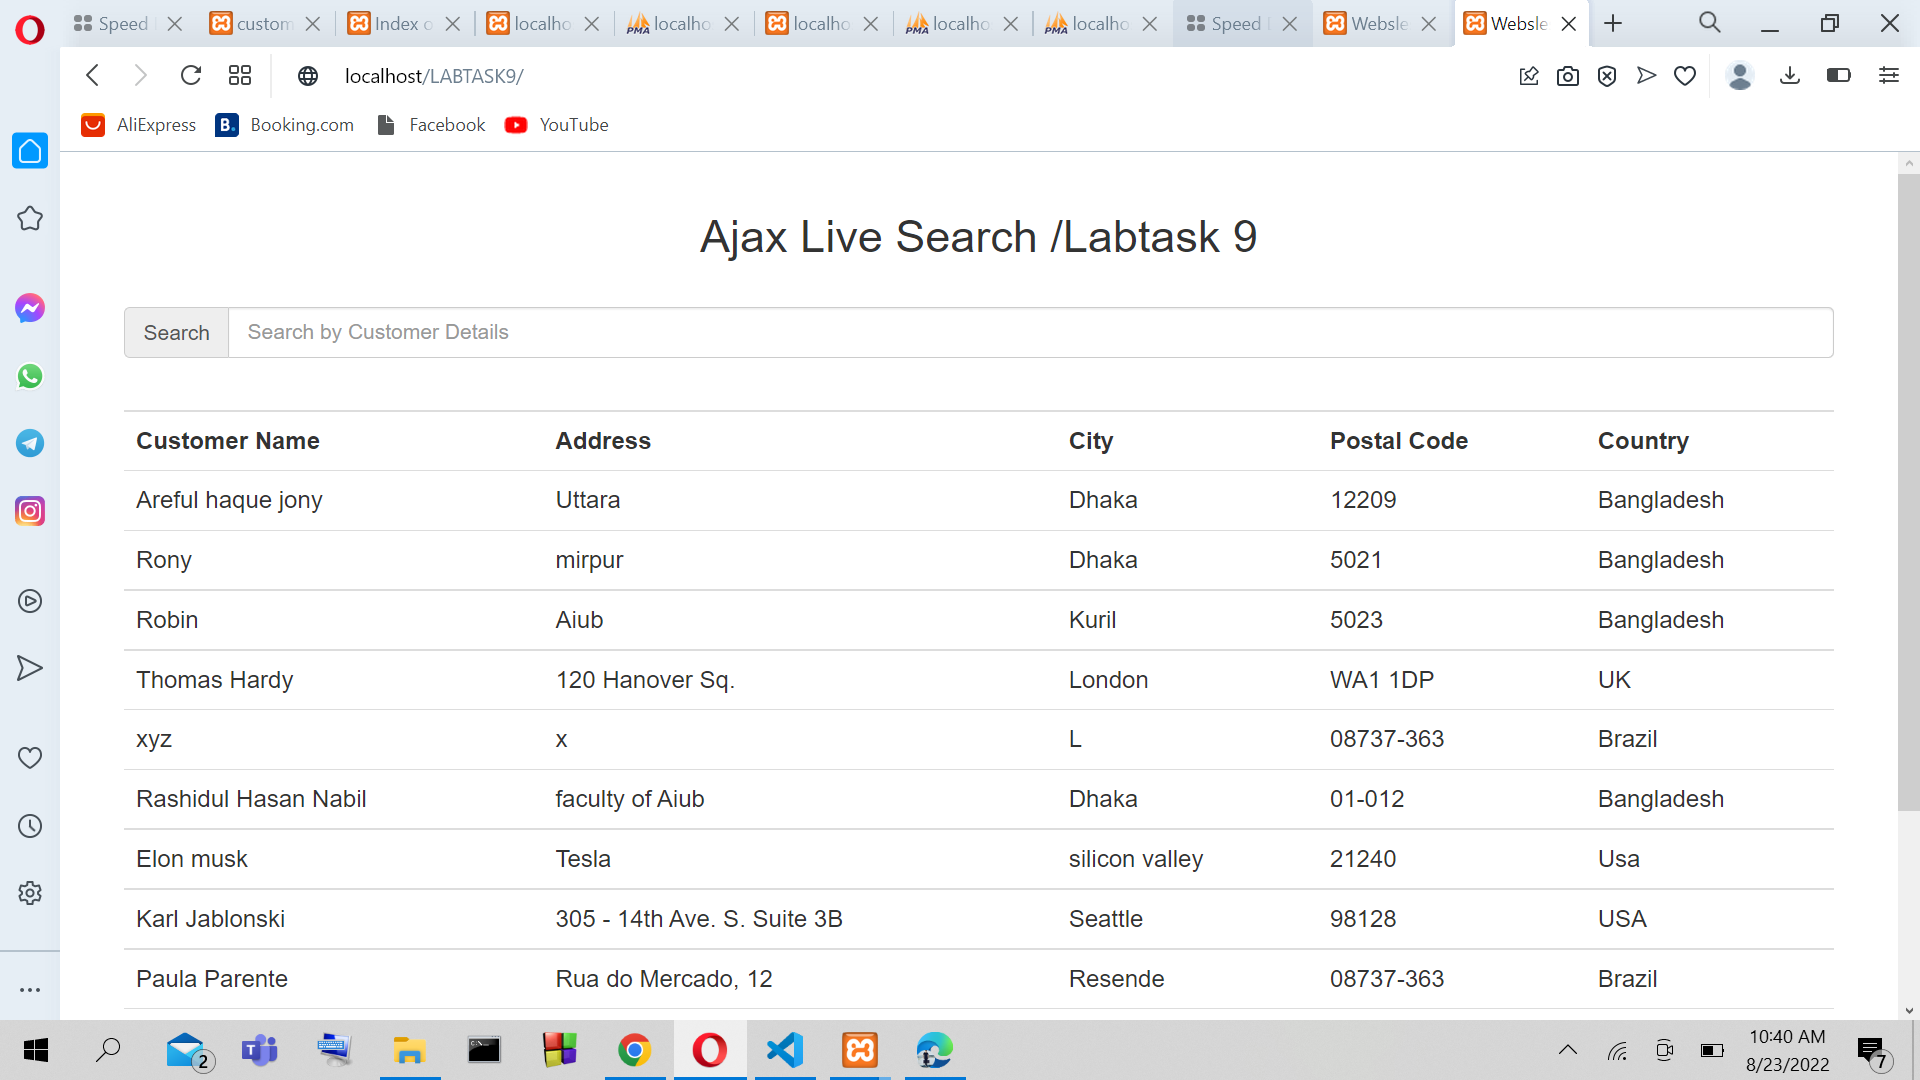 Speed
custom
Index o
localho
localho
localho
localho
localho
Speed
Websle
Websle
localhost/LABTASK9/
AliExpress
B. Booking.com
Facebook
YouTube
Ajax Live Search /Labtask 9
Search Search by Customer Details
Customer Name Address City Postal Code Country
Areful haque jony Uttara Dhaka 12209 Bangladesh
Rony mirpur Dhaka 5021 Bangladesh
Robin Aiub Kuril 5023 Bangladesh
Thomas Hardy 120 Hanover Sq. London WA1 1DP UK
xyz x L 08737-363 Brazil
Rashidul Hasan Nabil faculty of Aiub Dhaka 01-012 Bangladesh
Elon musk Tesla silicon valley 21240 Usa
Karl Jablonski 305 - 14th Ave. S. Suite 3B Seattle 98128 USA
Paula Parente Rua do Mercado, 12 Resende 08737-363 Brazil
2
10:40 AM
8/23/2022
7